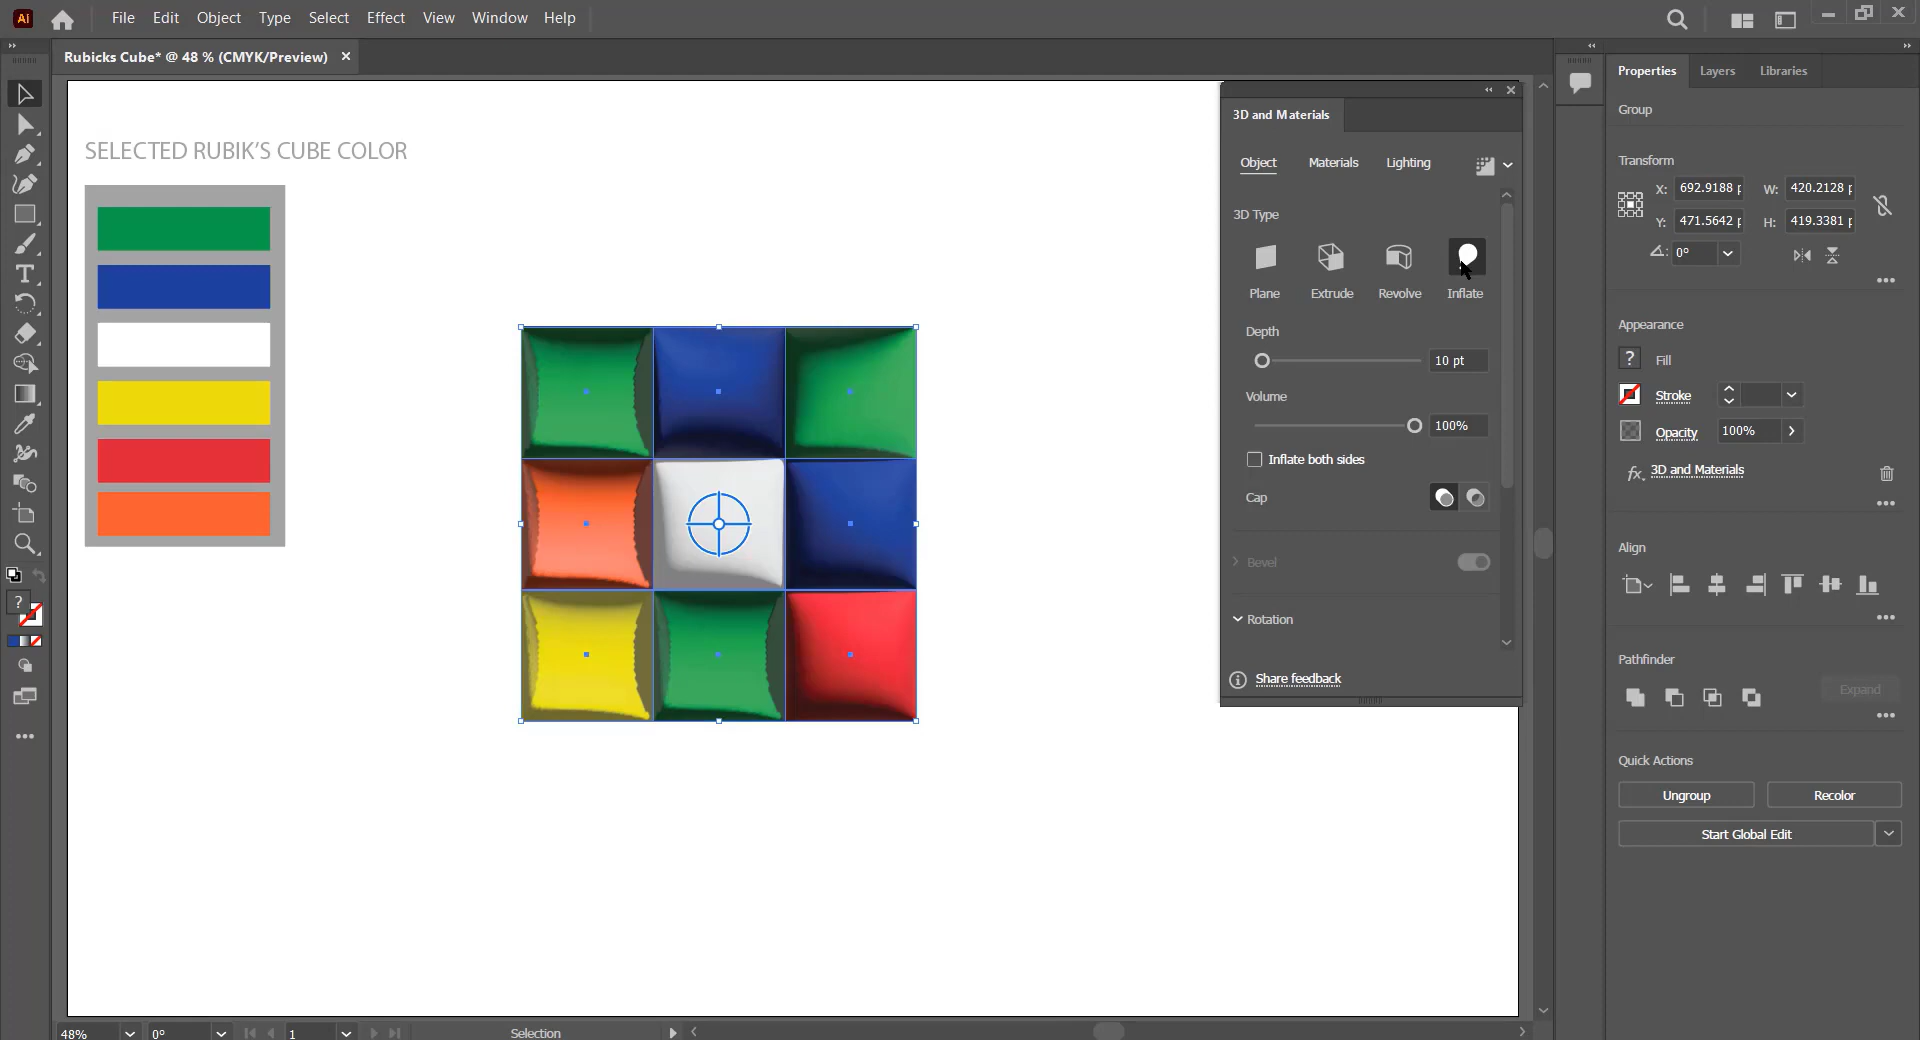 Ai File Edit Object Type Select Effect View Window Help
Rubicks Cube* @ 48 % (CMYK/Preview)
SELECTED RUBIK'S CUBE COLOR
3D and Materials
Object Materials Lighting
3D Type
Plane Extrude Revolve Inflate
Depth
10 pt
Volume
100%
Inflate both sides
Cap
Bevel
Rotation
Share feedback
Properties Layers Libraries
Group
Transform
X: 692.9188 p W: 420.2128 p
Y: 471.5642 p H: 419.3381 p
0°
Appearance
? Fill
Stroke
Opacity 100%
fx. 3D and Materials
Align
Pathfinder
Expand
Quick Actions
Ungroup Recolor
Start Global Edit
?
48% 0° 1 Selection